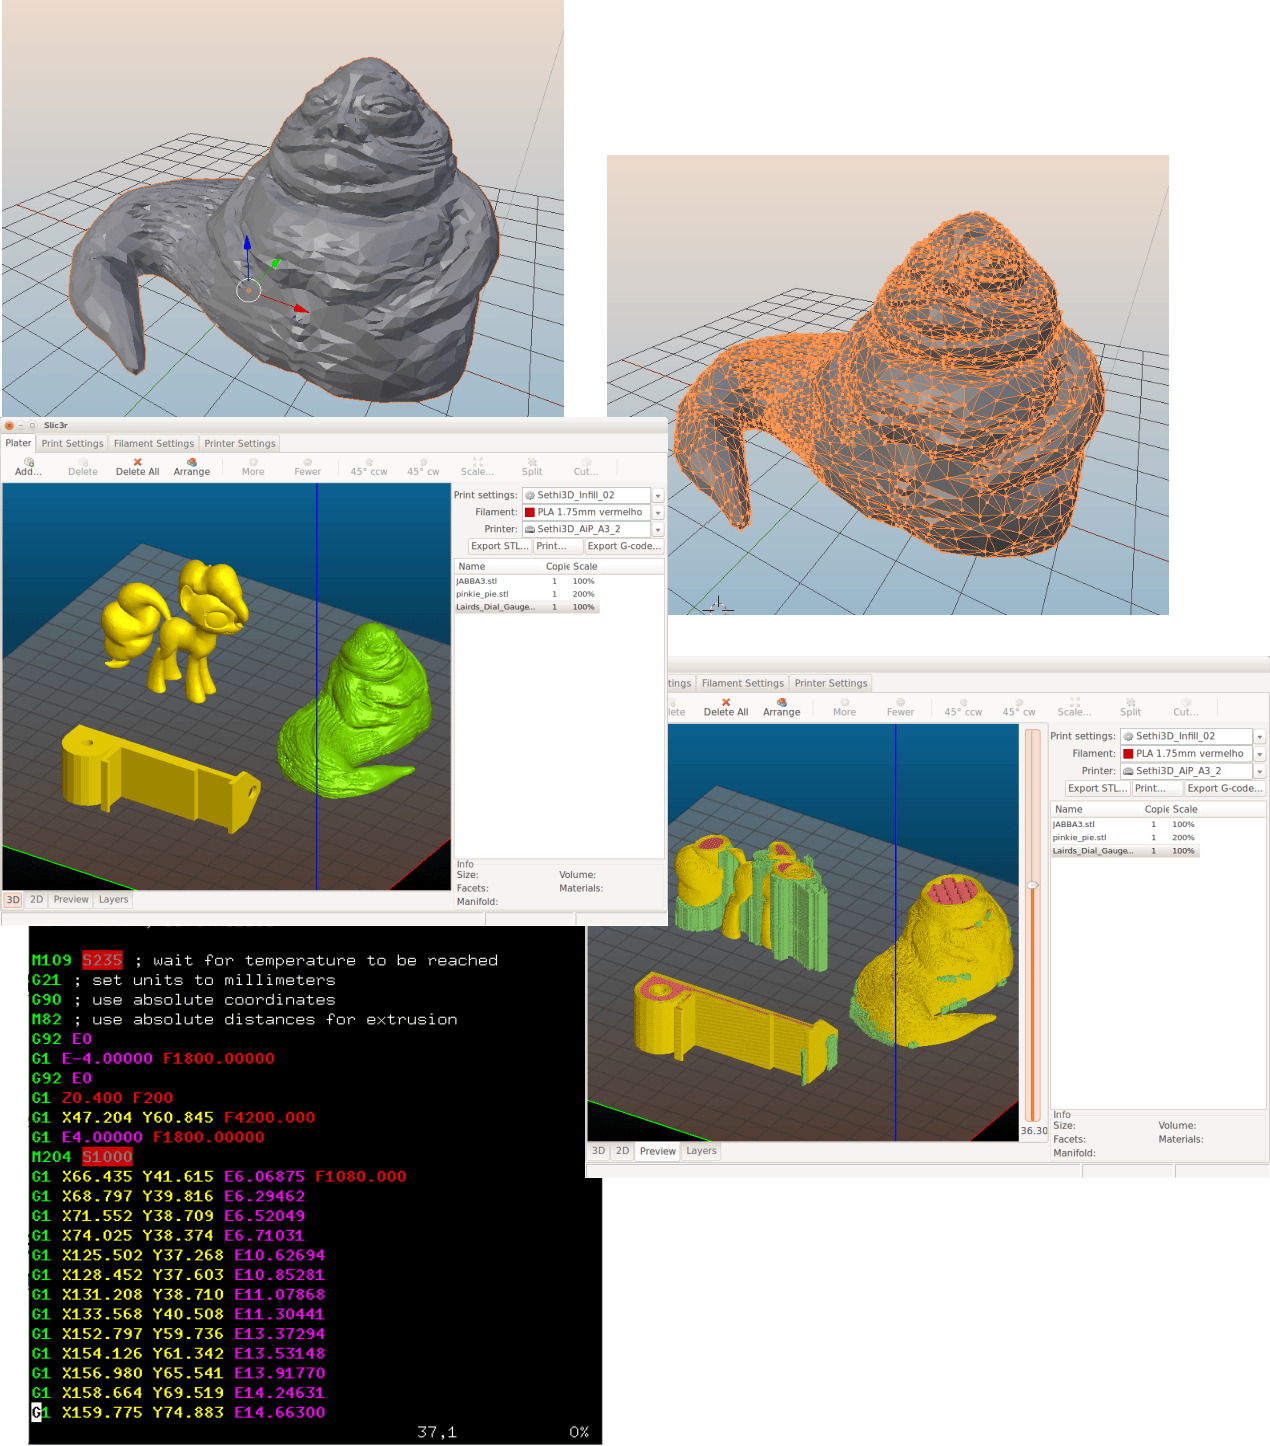 Slic3r
Plater Print Settings Filament Settings Printer Settings
Add... Delete Delete All Arrange More Fewer 45° ccw 45° cw Scale... Split Cut...
Print settings: Sethi3D_Infill_02
Filament: PLA 1.75mm vermelho
Printer: Sethi3D_AiP_A3_2
Export STL... Print... Export G-code...
Name Copie Scale
JABBA3.stl 1 100%
pinkie_pie.stl 1 200%
Lairds_Dial_Gauge... 1 100%
Info
Size: Volume:
Facets: Materials:
Manifold:
3D 2D Preview Layers
tings Filament Settings Printer Settings
lete Delete All Arrange More Fewer 45° ccw 45° cw Scale... Split Cut...
Print settings: Sethi3D_Infill_02
Filament: PLA 1.75mm vermelho
Printer: Sethi3D_AiP_A3_2
Export STL... Print... Export G-code...
Name Copie Scale
JABBA3.stl 1 100%
pinkie_pie.stl 1 200%
Lairds_Dial_Gauge... 1 100%
36.30
Info
Size: Volume:
Facets: Materials:
Manifold:
3D 2D Preview Layers
M109 S235 ; wait for temperature to be reached
G21 ; set units to millimeters
G90 ; use absolute coordinates
M82 ; use absolute distances for extrusion
G92 E0
G1 E-4.00000 F1800.00000
G92 E0
G1 Z0.400 F200
G1 X47.204 Y60.845 F4200.000
G1 E4.00000 F1800.00000
M204 S1000
G1 X66.435 Y41.615 E6.06875 F1080.000
G1 X68.797 Y39.816 E6.29462
G1 X71.552 Y38.709 E6.52049
G1 X74.025 Y38.374 E6.71031
G1 X125.502 Y37.268 E10.62694
G1 X128.452 Y37.603 E10.85281
G1 X131.208 Y38.710 E11.07868
G1 X133.568 Y40.508 E11.30441
G1 X152.797 Y59.736 E13.37294
G1 X154.126 Y61.342 E13.53148
G1 X156.980 Y65.541 E13.91770
G1 X158.664 Y69.519 E14.24631
G1 X159.775 Y74.883 E14.66300
37,1 0%